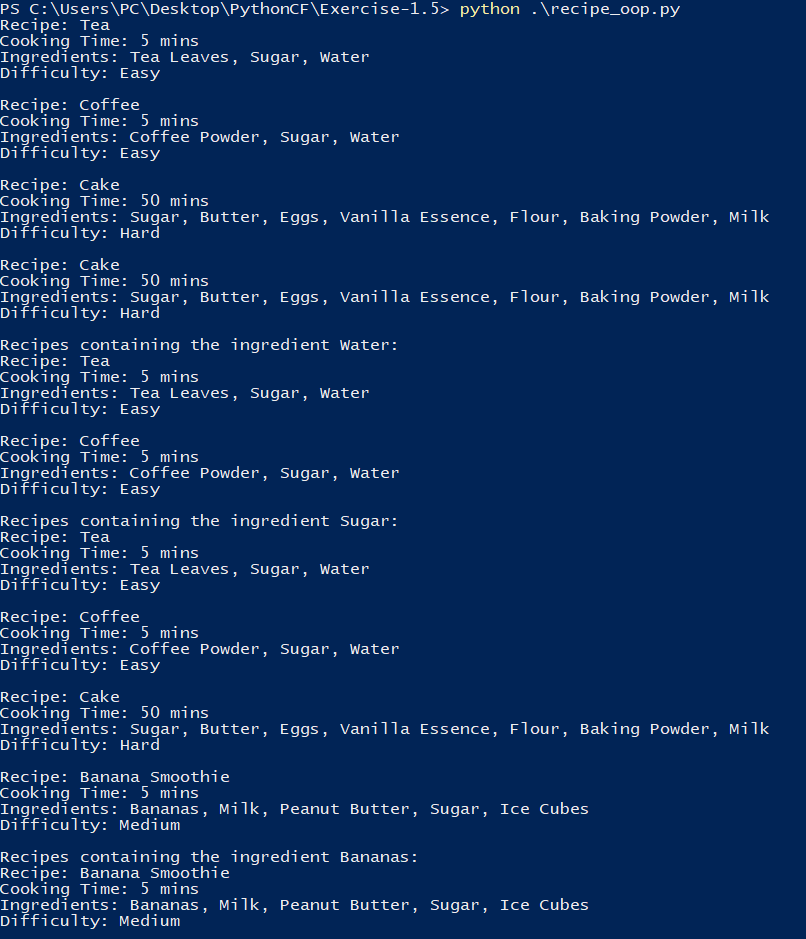 PS C:\Users\PC\Desktop\PythonCF\Exercise-1.5> python .\recipe_oop.py
Recipe: Tea
Cooking Time: 5 mins
Ingredients: Tea Leaves, Sugar, Water
Difficulty: Easy
Recipe: Coffee
Cooking Time: 5 mins
Ingredients: Coffee Powder, Sugar, Water
Difficulty: Easy
Recipe: Cake
Cooking Time: 50 mins
Ingredients: Sugar, Butter, Eggs, Vanilla Essence, Flour, Baking Powder, Milk
Difficulty: Hard
Recipe: Cake
Cooking Time: 50 mins
Ingredients: Sugar, Butter, Eggs, Vanilla Essence, Flour, Baking Powder, Milk
Difficulty: Hard
Recipes containing the ingredient Water:
Recipe: Tea
Cooking Time: 5 mins
Ingredients: Tea Leaves, Sugar, Water
Difficulty: Easy
Recipe: Coffee
Cooking Time: 5 mins
Ingredients: Coffee Powder, Sugar, Water
Difficulty: Easy
Recipes containing the ingredient Sugar:
Recipe: Tea
Cooking Time: 5 mins
Ingredients: Tea Leaves, Sugar, Water
Difficulty: Easy
Recipe: Coffee
Cooking Time: 5 mins
Ingredients: Coffee Powder, Sugar, Water
Difficulty: Easy
Recipe: Cake
Cooking Time: 50 mins
Ingredients: Sugar, Butter, Eggs, Vanilla Essence, Flour, Baking Powder, Milk
Difficulty: Hard
Recipe: Banana Smoothie
Cooking Time: 5 mins
Ingredients: Bananas, Milk, Peanut Butter, Sugar, Ice Cubes
Difficulty: Medium
Recipes containing the ingredient Bananas:
Recipe: Banana Smoothie
Cooking Time: 5 mins
Ingredients: Bananas, Milk, Peanut Butter, Sugar, Ice Cubes
Difficulty: Medium